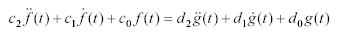 c₂f̈(t) + c₁ḟ(t) + c₀f(t) = d₂g̈(t) + d₁ġ(t) + d₀g(t)